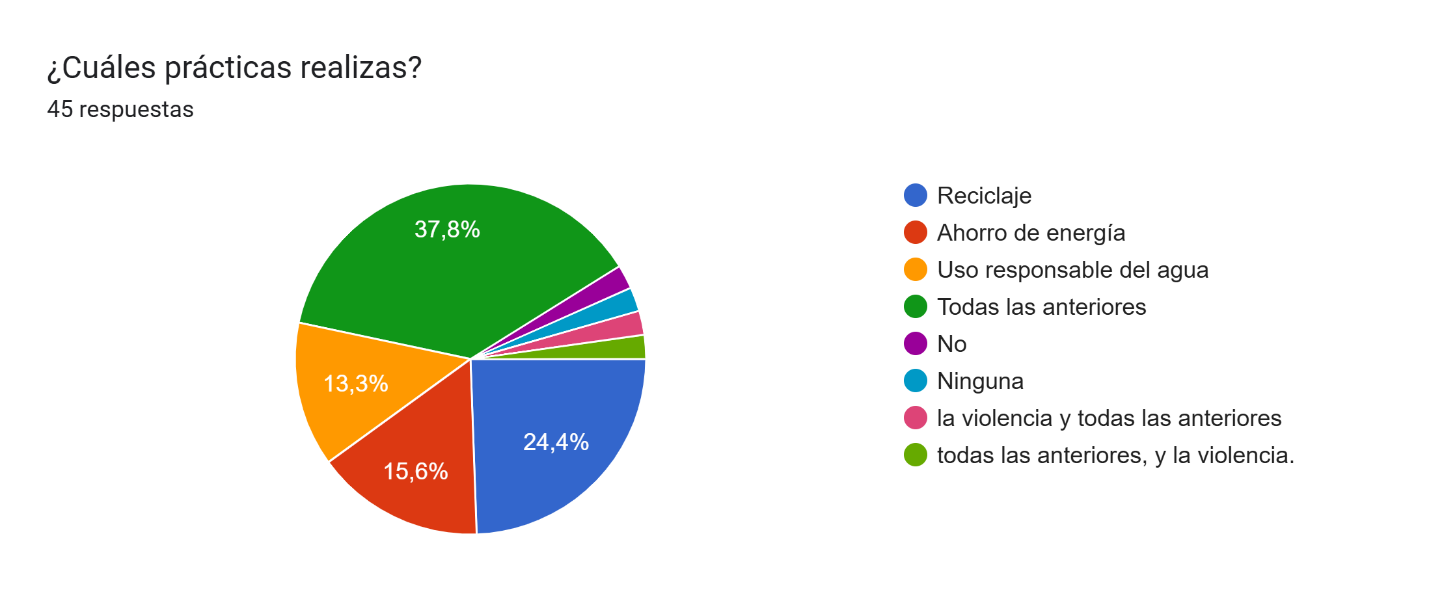 ¿Cuáles prácticas realizas?
45 respuestas
37,8%
13,3%
15,6%
24,4%
Reciclaje
Ahorro de energía
Uso responsable del agua
Todas las anteriores
No
Ninguna
la violencia y todas las anteriores
todas las anteriores, y la violencia.